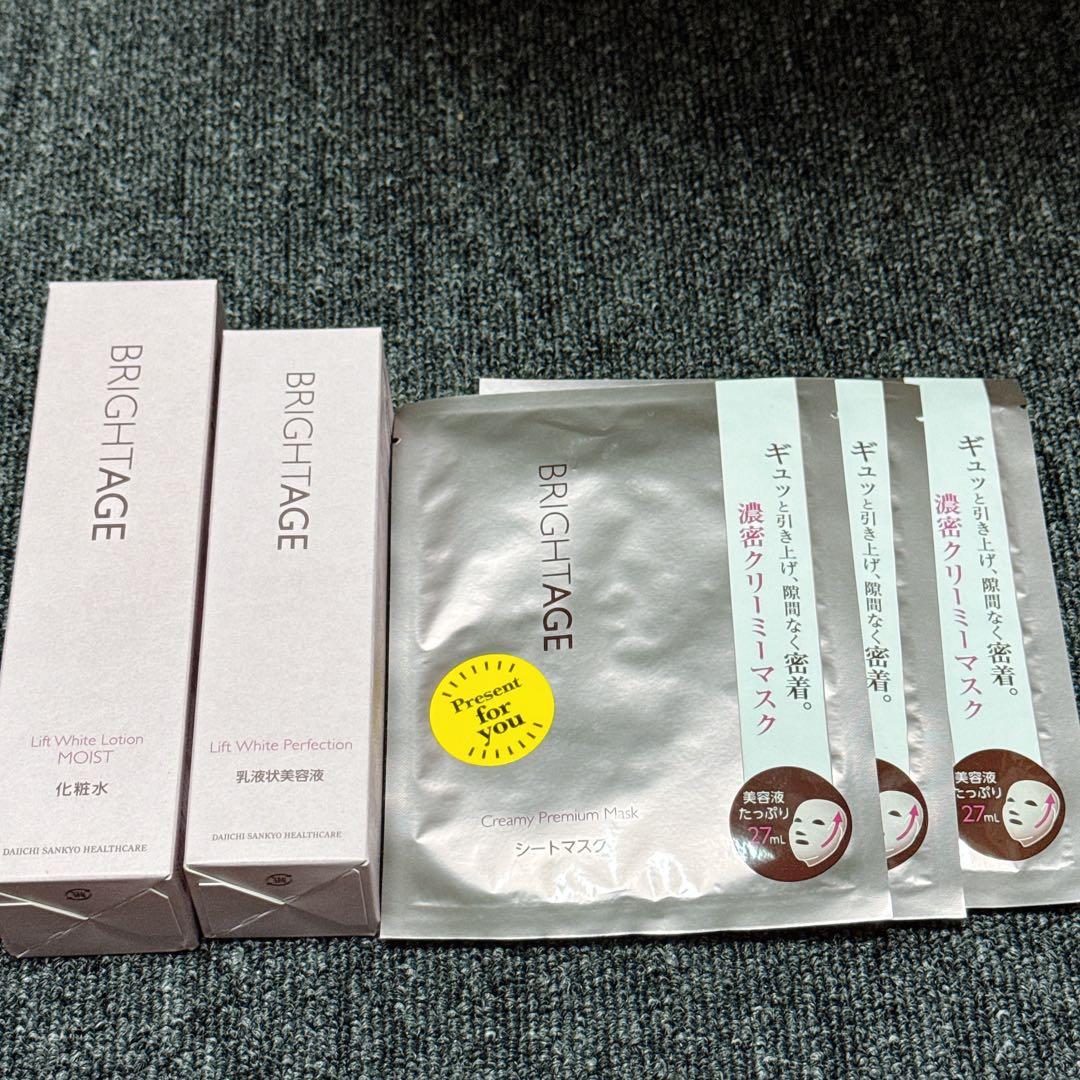 BRIGHTAGE
Lift White Lotion
MOIST
化粧水
DAIICHI SANKYO HEALTHCARE
BRIGHTAGE
Lift White Perfection
乳液状美容液
DAIICHI SANKYO HEALTHCARE
BRIGHTAGE
Present
for
you
Creamy Premium Mask
シートマスク
ギュッと引き上げ、隙間なく密着。
濃密クリーミーマスク
美容液
たっぷり
27mL
ギュッと引き上げ、隙間なく密着。
ギュッと引き上げ、隙間なく密着。
濃密クリーミーマスク
美容液
たっぷり
27mL